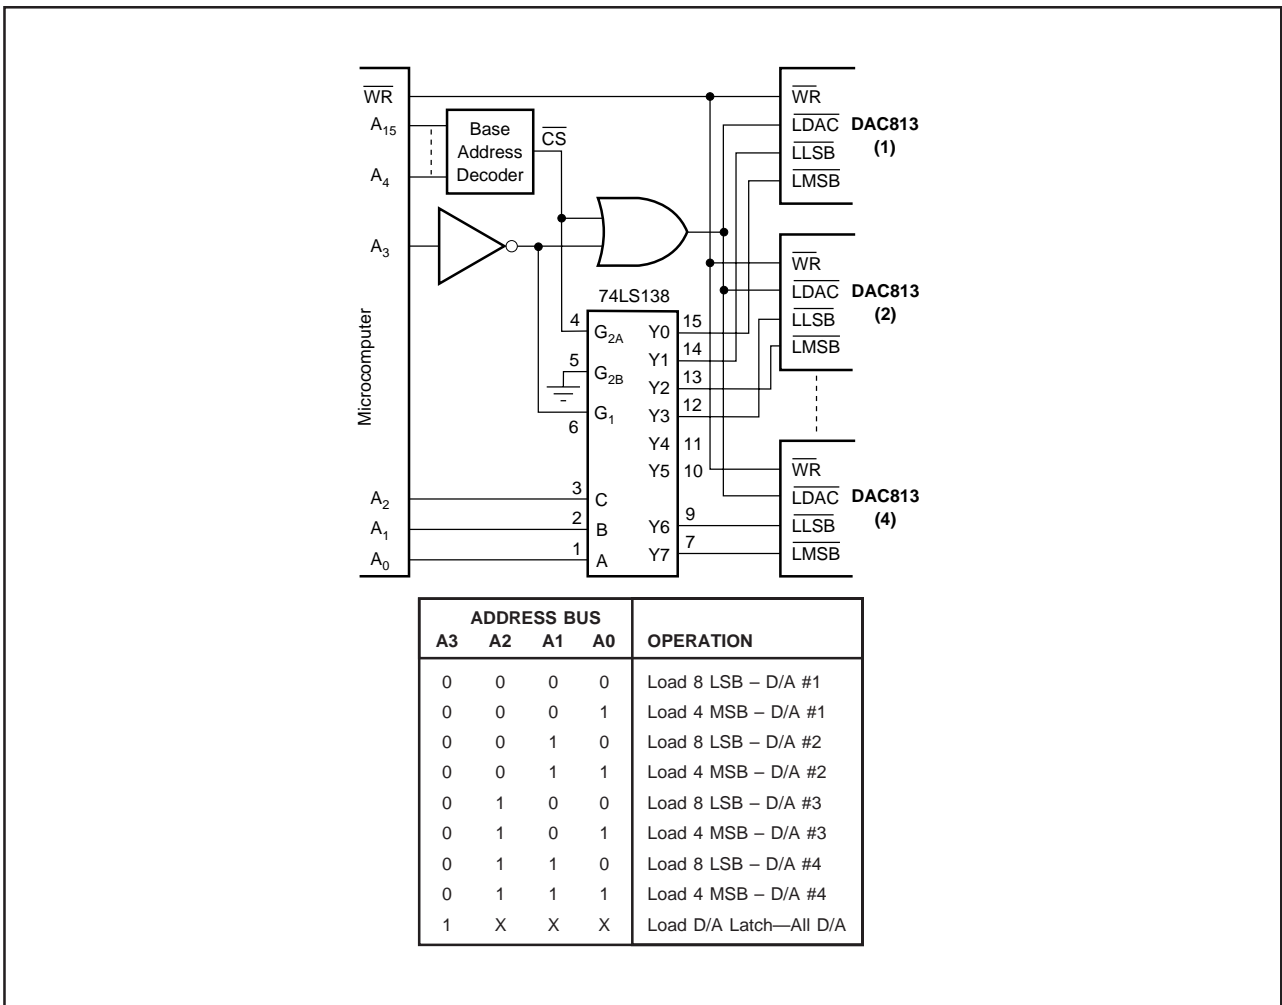 WR
A15
A4
A3
Microcomputer
A2
A1
A0
Base
Address
Decoder
CS
74LS138
4
G2A
5
G2B
G1
6
3
C
2
B
1
A
Y0
15
Y1
14
Y2
13
Y3
12
Y4
11
Y5
10
Y6
9
Y7
7
WR
LDAC
LLSB
LMSB
DAC813
(1)
WR
LDAC
LLSB
LMSB
DAC813
(2)
WR
LDAC
LLSB
LMSB
DAC813
(4)
ADDRESS BUS
A3 A2 A1 A0 OPERATION
0 0 0 0 Load 8 LSB – D/A #1
0 0 0 1 Load 4 MSB – D/A #1
0 0 1 0 Load 8 LSB – D/A #2
0 0 1 1 Load 4 MSB – D/A #2
0 1 0 0 Load 8 LSB – D/A #3
0 1 0 1 Load 4 MSB – D/A #3
0 1 1 0 Load 8 LSB – D/A #4
0 1 1 1 Load 4 MSB – D/A #4
1 X X X Load D/A Latch—All D/A